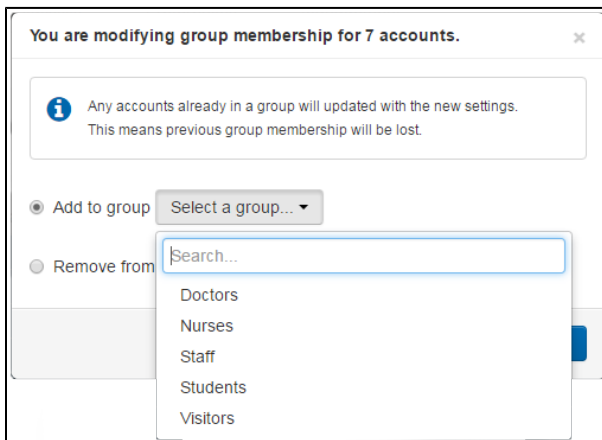 You are modifying group membership for 7 accounts.
×
Any accounts already in a group will updated with the new settings.
This means previous group membership will be lost.
Add to group Select a group...
Search...
Remove from
Doctors
Nurses
Staff
Students
Visitors